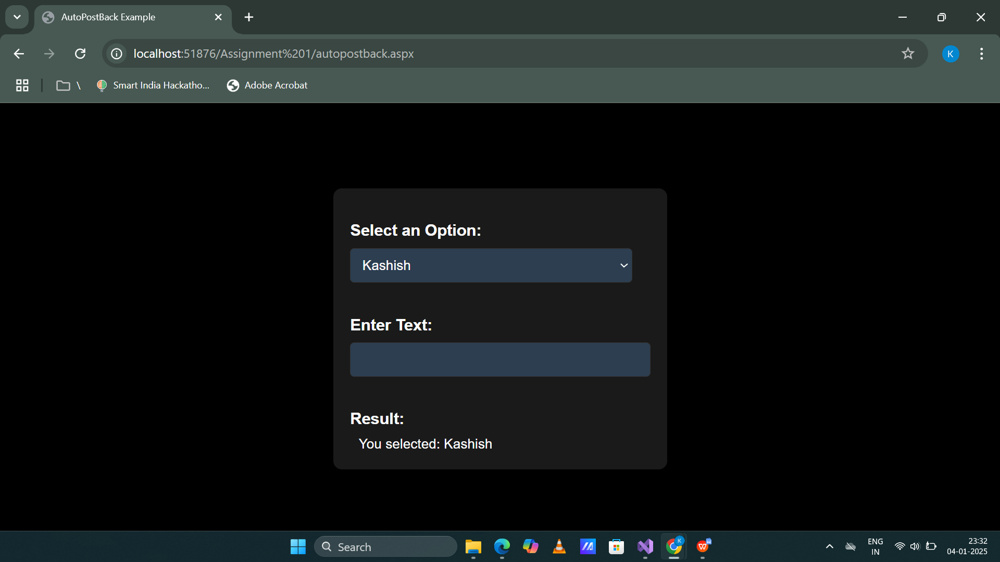 AutoPostBack Example
localhost:51876/Assignment%201/autopostback.aspx
K
\
Smart India Hackatho...
Adobe Acrobat
Select an Option:
Kashish
Enter Text:
Result:
You selected: Kashish
Search
K
W
W
ENG
IN
23:32
04-01-2025